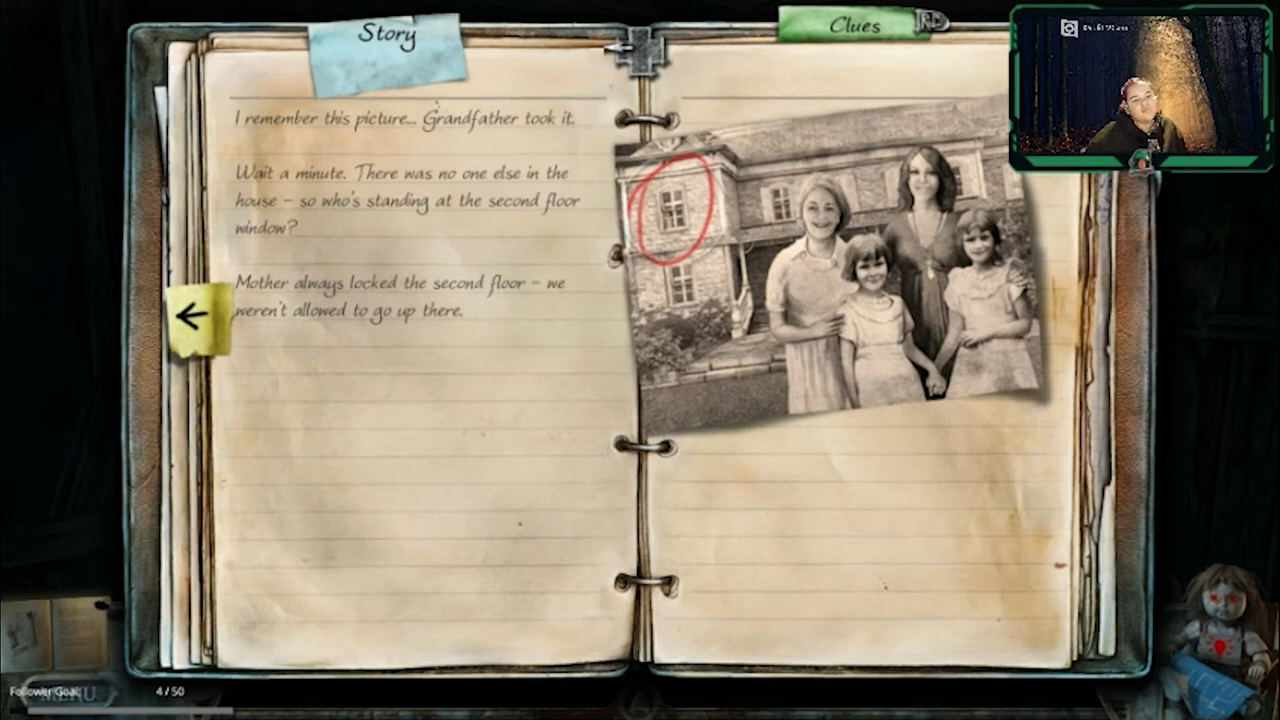 Story
Clues
I remember this picture... Grandfather took it.
Wait a minute. There was no one else in the
house - so who's standing at the second floor
window?
Mother always locked the second floor - we
weren't allowed to go up there.
Follower Goal:
MENU
4 / 50